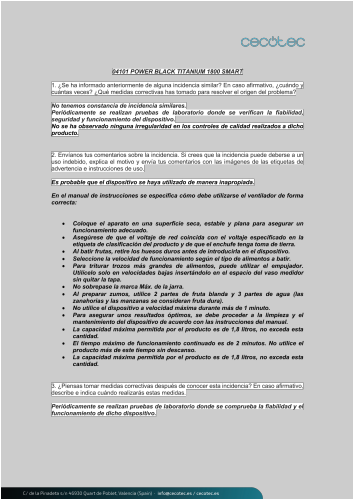 cecotec
04101 POWER BLACK TITANIUM 1800 SMART
1. ¿Se ha informado anteriormente de alguna incidencia similar? En caso afirmativo, ¿cuándo y
cuántas veces? ¿Qué medidas correctivas has tomado para resolver el origen del problema?
No tenemos constancia de incidencia similares.
Periódicamente se realizan pruebas de laboratorio donde se verifican la fiabilidad,
seguridad y funcionamiento del dispositivo.
No se ha observado ninguna irregularidad en los controles de calidad realizados a dicho
producto.
2. Envíanos tus comentarios sobre la incidencia. Si crees que la incidencia puede deberse a un
uso indebido, explica el motivo y envía tus comentarios con las imágenes de las etiquetas de
advertencia e instrucciones de uso.
Es probable que el dispositivo se haya utilizado de manera inapropiada.
En el manual de instrucciones se especifica cómo debe utilizarse el ventilador de forma
correcta:
• Coloque el aparato en una superficie seca, estable y plana para asegurar un
funcionamiento adecuado.
• Asegúrese de que el voltaje de red coincida con el voltaje especificado en la
etiqueta de clasificación del producto y de que el enchufe tenga toma de tierra.
• Al batir frutas, retire los huesos duros antes de introducirla en el dispositivo.
• Seleccione la velocidad de funcionamiento según el tipo de alimentos a batir.
• Para triturar trozos más grandes de alimentos, puede utilizar el empujador.
Utilícelo solo en velocidades bajas insertándolo en el espacio del vaso medidor
sin quitar la tapa.
• No sobrepase la marca Máx. de la jarra.
• Al preparar zumos, utilice 2 partes de fruta blanda y 3 partes de agua (las
zanahorias y las manzanas se consideran fruta dura).
• No utilice el dispositivo a velocidad máxima durante más de 1 minuto.
• Para asegurar unos resultados óptimos, se debe proceder a la limpieza y el
mantenimiento del dispositivo de acuerdo con las instrucciones del manual.
• La capacidad máxima permitida por el producto es de 1,8 litros, no exceda esta
cantidad.
• El tiempo máximo de funcionamiento continuado es de 2 minutos. No utilice el
producto más de este tiempo sin descanso.
• La capacidad máxima permitida por el producto es de 1,8 litros, no exceda esta
cantidad.
3. ¿Piensas tomar medidas correctivas después de conocer esta incidencia? En caso afirmativo,
describe e indica cuándo realizarás estas medidas.
Periódicamente se realizan pruebas de laboratorio donde se comprueba la fiabilidad y el
funcionamiento de dicho dispositivo.
C/ de la Pinadeta s/n 46930 Quart de Poblet, Valencia (Spain) · info@cecotec.es / cecotec.es